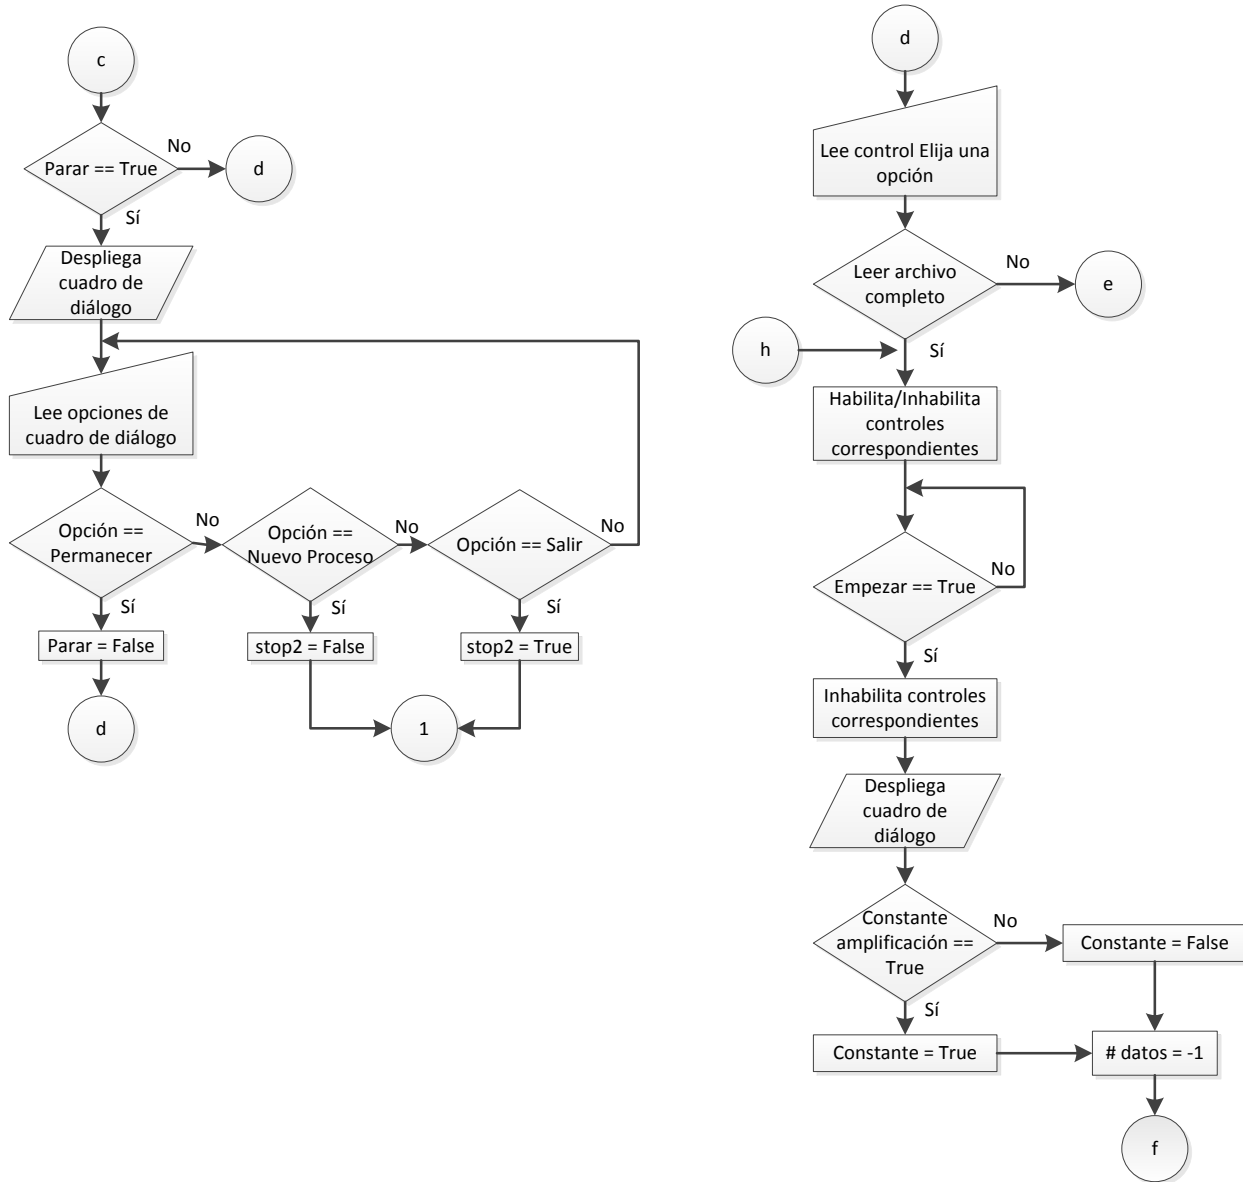 c
Parar == True
No
d
Sí
Despliega
cuadro de
diálogo
Lee opciones de
cuadro de diálogo
Opción ==
Permanecer
No
Opción ==
Nuevo Proceso
No
Opción == Salir
No
Sí
Sí
Sí
Parar = False
stop2 = False
stop2 = True
d
1
d
Lee control Elija una
opción
Leer archivo
completo
No
e
h
Sí
Habilita/Inhabilita
controles
correspondientes
Empezar == True
No
Sí
Inhabilita controles
correspondientes
Despliega
cuadro de
diálogo
Constante
amplificación ==
True
No
Constante = False
Sí
Constante = True
# datos = -1
f